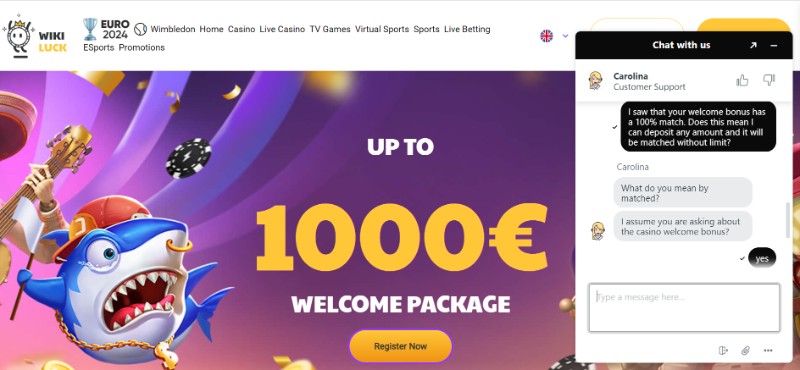 WIKI
LUCK
EURO
2024
Wimbledon Home Casino Live Casino TV Games Virtual Sports Sports Live Betting
ESports Promotions
UP TO
1000€
WELCOME PACKAGE
Register Now
Chat with us
Carolina
Customer Support
I saw that your welcome bonus has
a 100% match. Does this mean I
can deposit any amount and it will
be matched without limit?
Carolina
What do you mean by
matched?
I assume you are asking about
the casino welcome bonus?
yes
Type a message here...